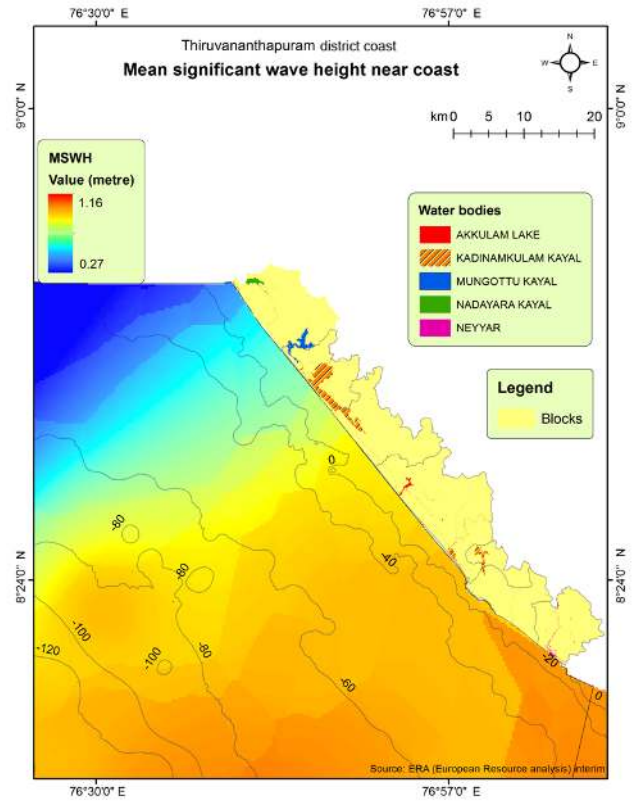 76°30'0" E
76°57'0" E
Thiruvananthapuram district coast
Mean significant wave height near coast
N
W
E
S
9°0'0" N
9°0'0" N
km 0 5 10 20
MSWH
Value (metre)
1.16
0.27
Water bodies
AKKULAM LAKE
KADINAMKULAM KAYAL
MUNGOTTU KAYAL
NADAYARA KAYAL
NEYYAR
Legend
Blocks
0
-80
-40
-80
8°24'0" N
8°24'0" N
-100
-120
-100
-80
-60
-20
0
Source: ERA (European Resource analysis) interim
76°30'0" E
76°57'0" E